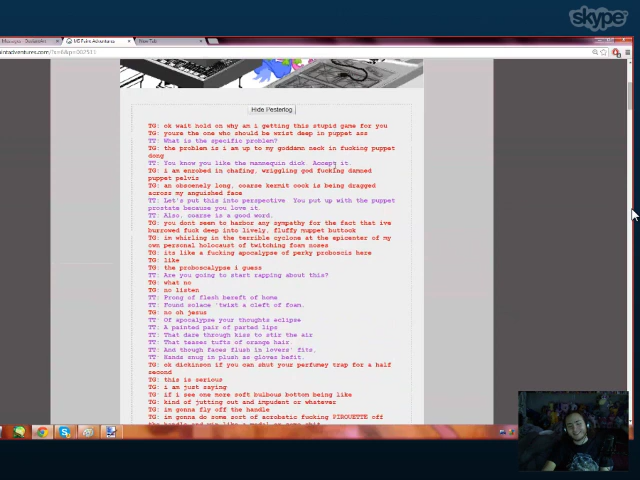 skype
Messages - DeviantArt
MS Paint Adventures
New Tab
paintadventures.com/?s=6&p=002511
Hide Pesterlog
TG: ok wait hold on why am i getting this stupid game for you
TG: youre the one who should be wrist deep in puppet ass
TT: What is the specific problem?
TG: the problem is i am up to my goddamn neck in fucking puppet
dong
TT: You know you like the mannequin dick. Accept it.
TG: i am enrobed in chafing, wriggling god fucking damned
puppet pelvis
TG: an obscenely long, coarse kermit cock is being dragged
across my anguished face
TT: Let's put this into perspective. You put up with the puppet
prostate because you love it.
TT: Also, coarse is a good word.
TG: you dont seem to harbor any sympathy for the fact that ive
burrowed fuck deep into lively, fluffy muppet buttock
TG: im whirling in the terrible cyclone at the epicenter of my
own personal holocaust of twitching foam noses
TG: its like a fucking apocalypse of perky proboscis here
TG: like
TG: the proboscalypse i guess
TT: Are you going to start rapping about this?
TG: what no
TG: no listen
TT: Prong of flesh bereft of home
TT: Found solace 'twixt a cleft of foam.
TG: no oh jesus
TT: Of apocalypse your thoughts eclipse
TT: A painted pair of parted lips
TT: That dare through kiss to stir the air
TT: That teases tufts of orange hair.
TT: And though faces flush in lovers' fits,
TT: Hands snug in plush as gloves befit.
TG: ok dickinson if you can shut your perfumey trap for a half
second
TG: this is serious
TG: i am just saying
TG: if i see one more soft bulbous bottom being like
TG: kind of jutting out and impudent or whatever
TG: im gonna fly off the handle
TG: im gonna do some sort of acrobatic fucking PIROUETTE off